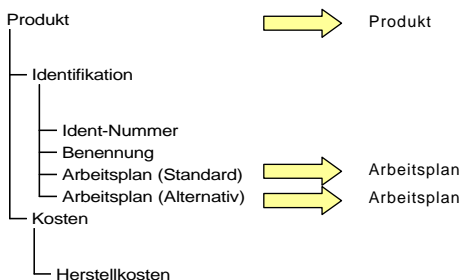 Produkt Produkt
Identifikation
Ident-Nummer
Benennung
Arbeitsplan (Standard) Arbeitsplan
Arbeitsplan (Alternativ) Arbeitsplan
Kosten
Herstellkosten